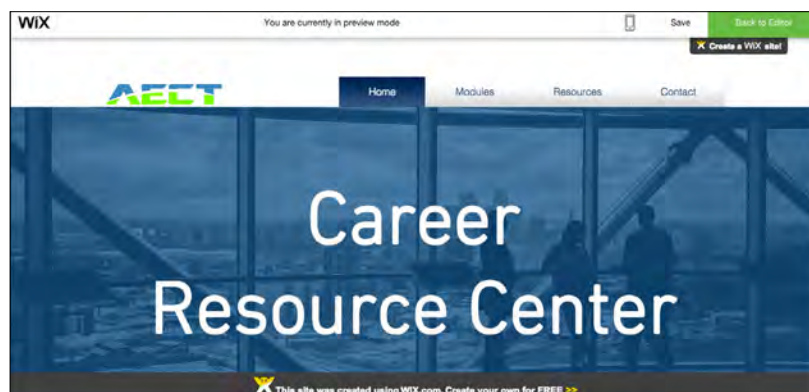 WiX You are currently in preview mode Save Back to Editor
Create a WiX site!
AECT Home Modules Resources Contact
Career
Resource Center
This site was created using WIX.com. Create your own for FREE >>